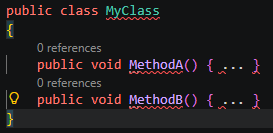 public class MyClass
{
0 references
public void MethodA() { ... }
0 references
public void MethodB() { ... }
}